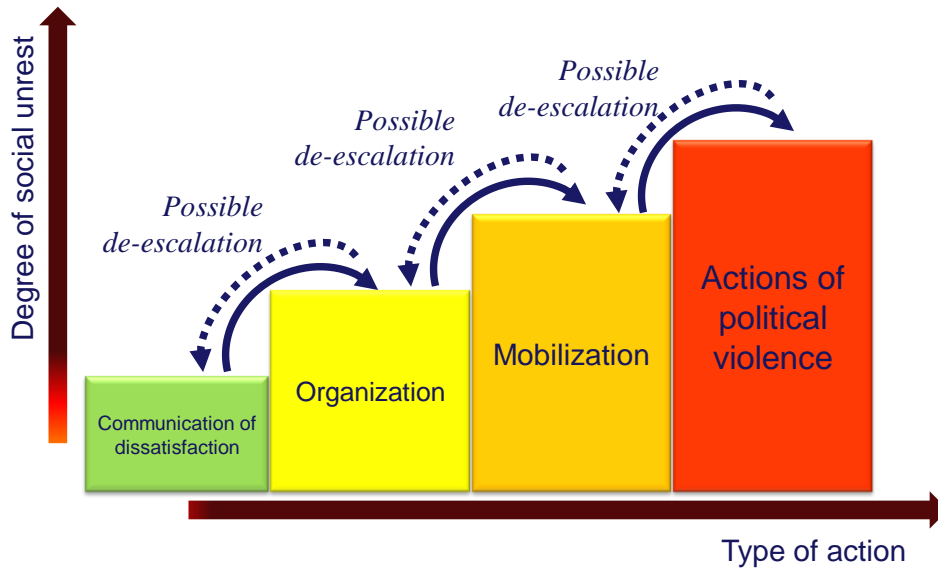 Degree of social unrest
Possible
de-escalation
Possible
de-escalation
Possible
de-escalation
Communication of
dissatisfaction
Organization
Mobilization
Actions of
political
violence
Type of action